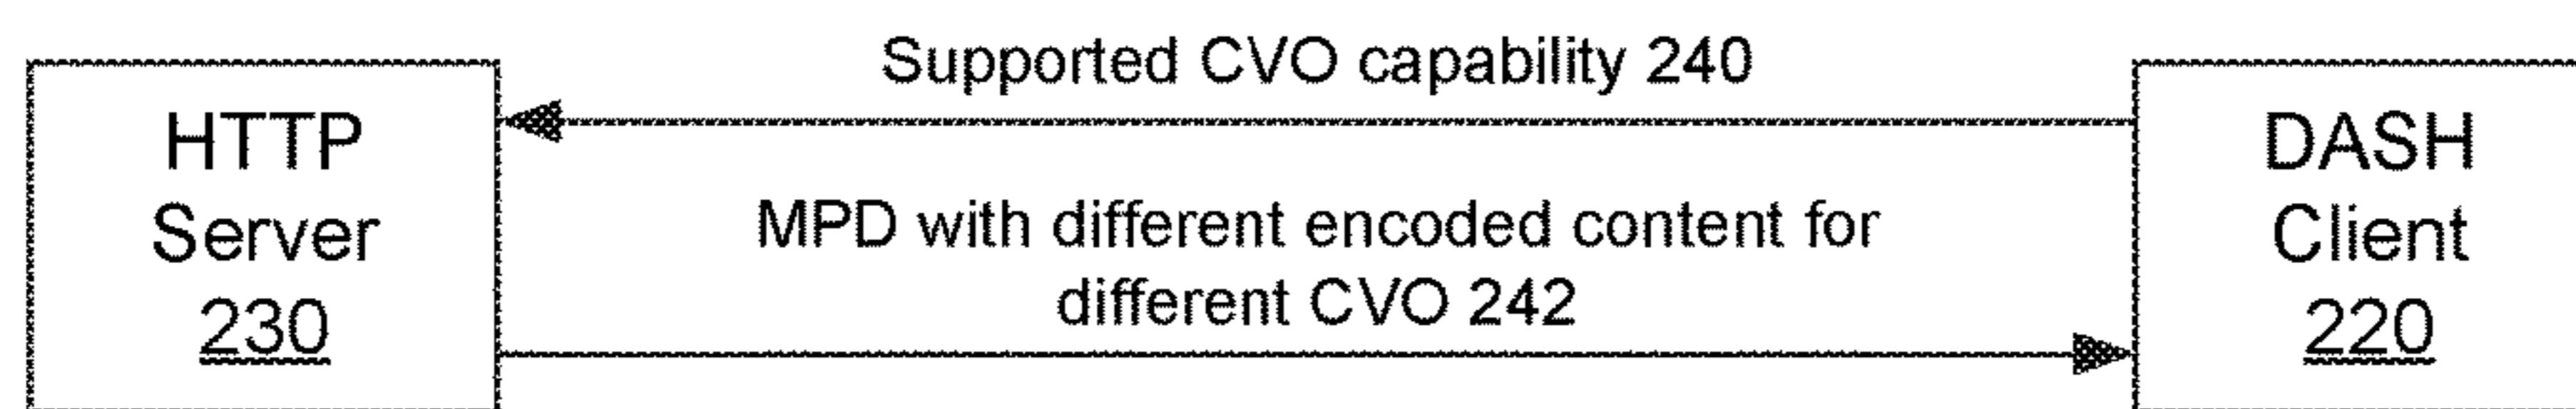 HTTP
Server
230
Supported CVO capability 240
MPD with different encoded content for
different CVO 242
DASH
Client
220